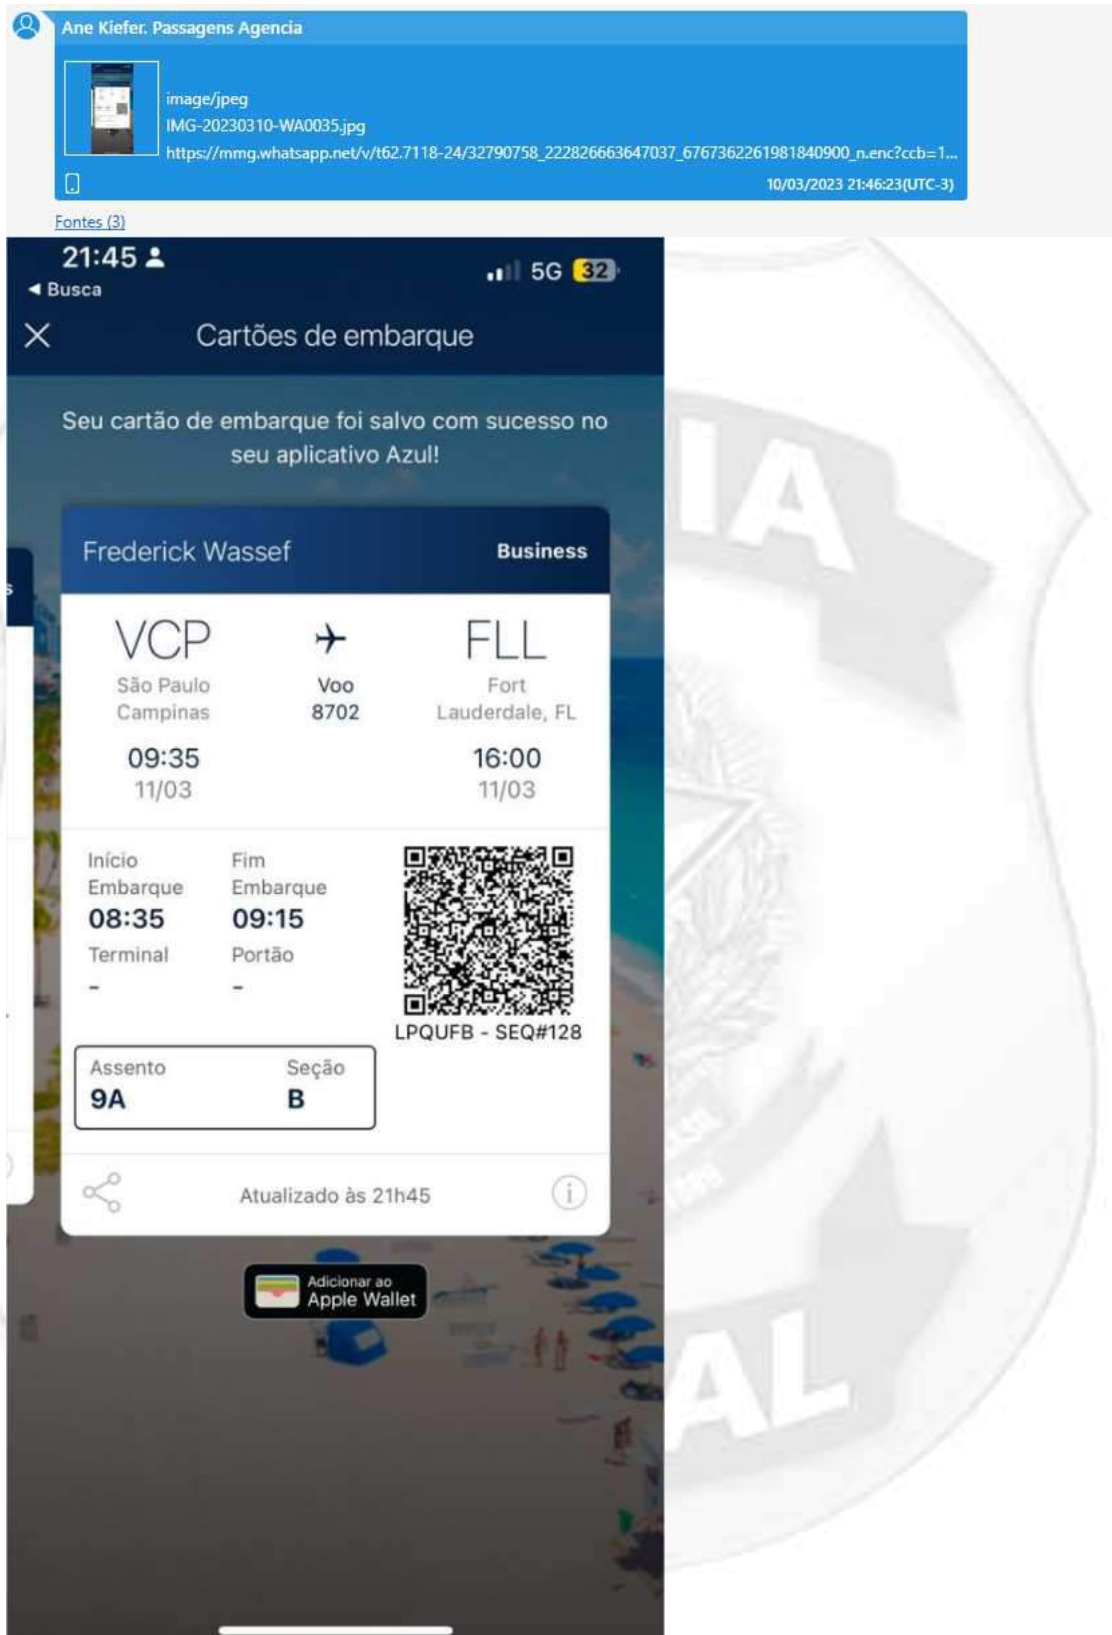 Ane Kiefer. Passagens Agencia
image/jpeg
IMG-20230310-WA0035.jpg
https://mmg.whatsapp.net/v/t62.7118-24/32790758_222826663647037_6767362261981840900_n.enc?ccb=1...
10/03/2023 21:46:23(UTC-3)
Fontes (3)
21:45
5G 32
Busca
Cartões de embarque
Seu cartão de embarque foi salvo com sucesso no
seu aplicativo Azul!
Frederick Wassef Business
s
VCP FLL
São Paulo Voo Fort
Campinas 8702 Lauderdale, FL
09:35 16:00
11/03 11/03
Início Fim
Embarque Embarque
08:35 09:15
Terminal Portão
- -
LPQUFB - SEQ#128
Assento Seção
9A B
Atualizado às 21h45
Adicionar ao
Apple Wallet
IA
AL